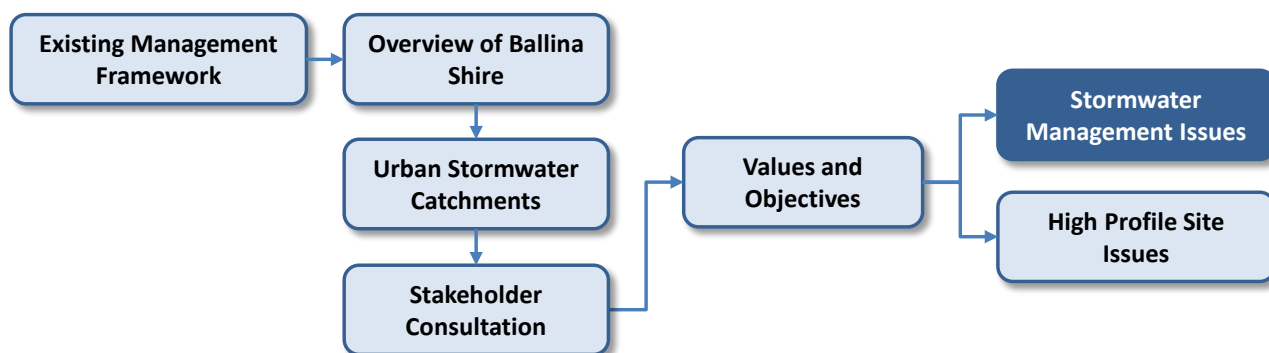 Existing Management
Framework
Overview of Ballina
Shire
Urban Stormwater
Catchments
Stakeholder
Consultation
Values and
Objectives
Stormwater
Management Issues
High Profile Site
Issues